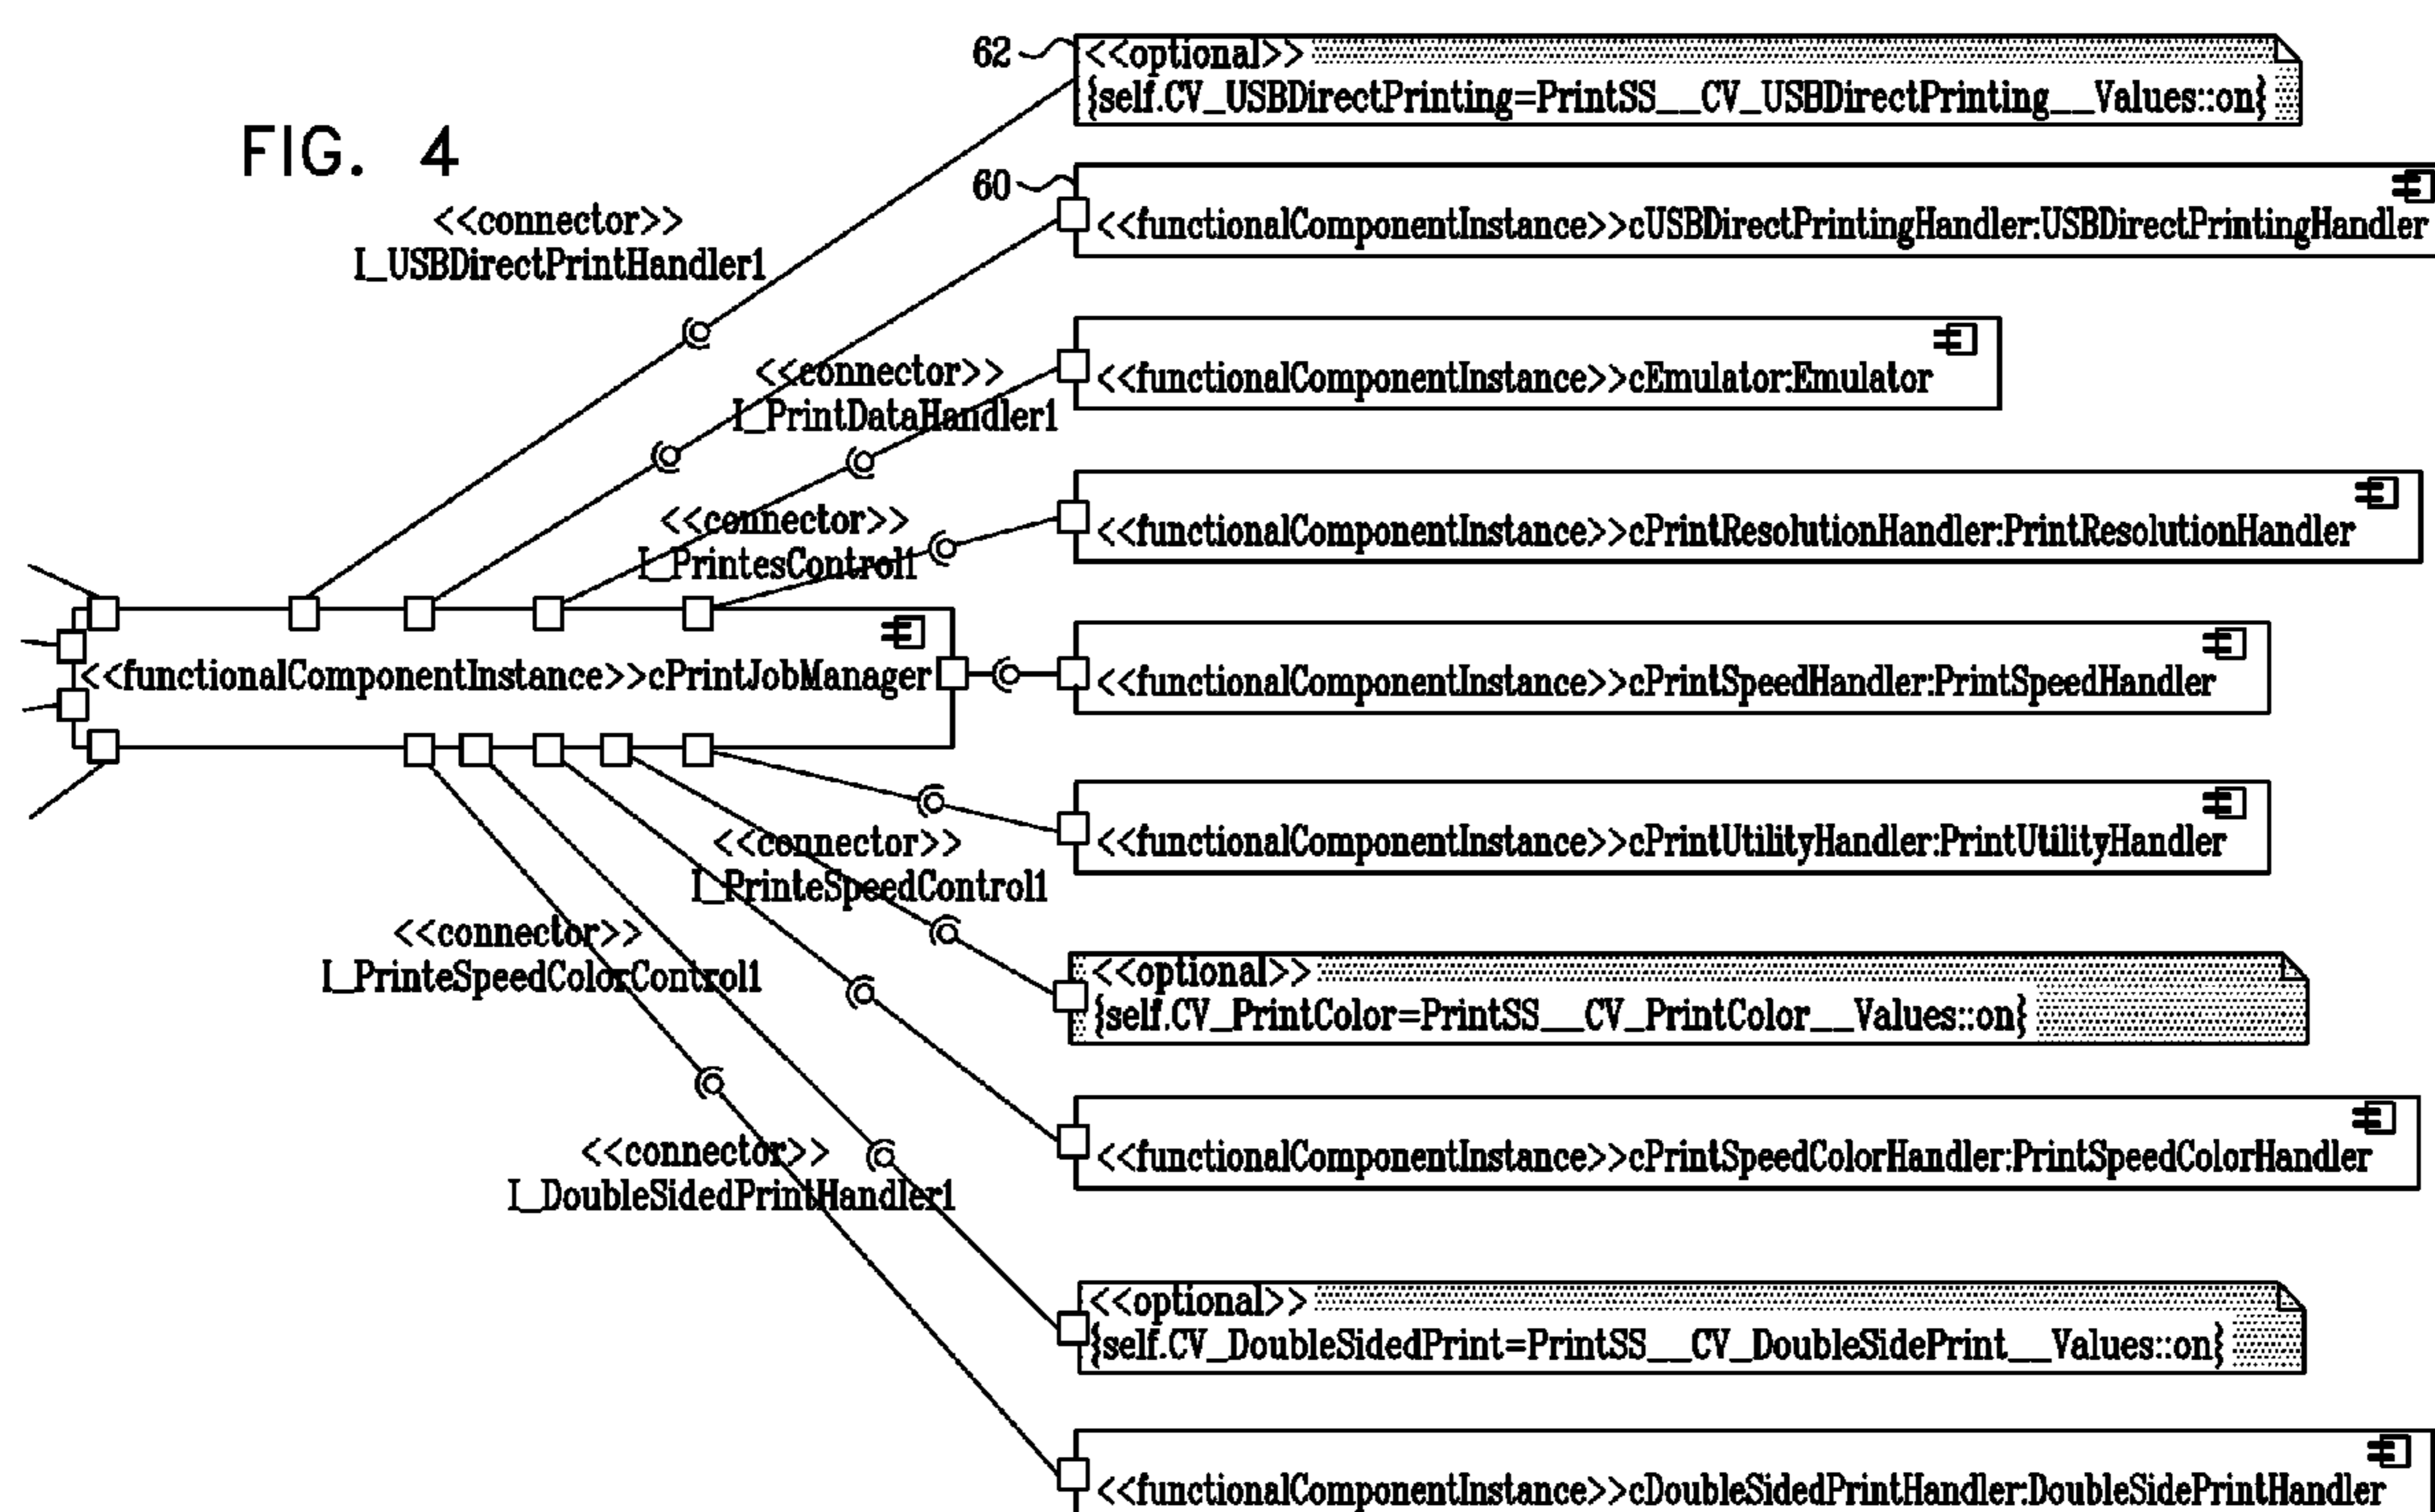 62
<<optional>>
{self.CV_USBDirectPrinting=PrintSS__CV_USBDirectPrinting__Values::on}
FIG. 4
60
<<functionalComponentInstance>>cUSBDirectPrintingHandler:USBDirectPrintingHandler
<<connector>>
I_USBDirectPrintHandler1
<<functionalComponentInstance>>cEmulator:Emulator
<<connector>>
I_PrintDataHandler1
<<functionalComponentInstance>>cPrintResolutionHandler:PrintResolutionHandler
<<connector>>
I_PrintesControl1
<<functionalComponentInstance>>cPrintJobManager
<<functionalComponentInstance>>cPrintSpeedHandler:PrintSpeedHandler
<<functionalComponentInstance>>cPrintUtilityHandler:PrintUtilityHandler
<<connector>>
I_PrinteSpeedControl1
<<connector>>
I_PrinteSpeedColorControl1
<<optional>>
{self.CV_PrintColor=PrintSS__CV_PrintColor__Values::on}
<<functionalComponentInstance>>cPrintSpeedColorHandler:PrintSpeedColorHandler
<<connector>>
I_DoubleSidedPrintHandler1
<<optional>>
{self.CV_DoubleSidedPrint=PrintSS__CV_DoubleSidePrint__Values::on}
<<functionalComponentInstance>>cDoubleSidedPrintHandler:DoubleSidePrintHandler